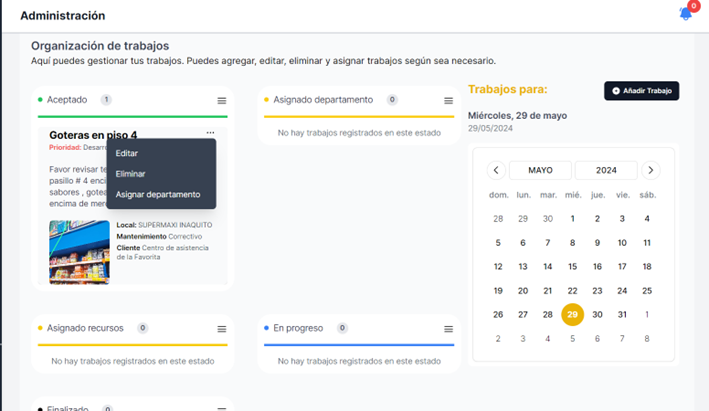 Administración
0
Organización de trabajos
Aquí puedes gestionar tus trabajos. Puedes agregar, editar, eliminar y asignar trabajos según sea necesario.
Aceptado 1
Goteras en piso 4
Prioridad: Desarr
Favor revisar te
pasillo # 4 enci
sabores , gotea
encima de mer
Editar
Eliminar
Asignar departamento
Local: SUPERMAXI INAQUITO
Mantenimiento Correctivo
Cliente Centro de asistencia
de la Favorita
Asignado departamento 0
No hay trabajos registrados en este estado
Asignado recursos 0
No hay trabajos registrados en este estado
En progreso 0
No hay trabajos registrados en este estado
Finalizado 0
Trabajos para:
Añadir Trabajo
Miércoles, 29 de mayo
29/05/2024
MAYO 2024
dom. lun. mar. mié. jue. vie. sáb.
28 29 30 1 2 3 4
5 6 7 8 9 10 11
12 13 14 15 16 17 18
19 20 21 22 23 24 25
26 27 28 29 30 31 1
2 3 4 5 6 7 8